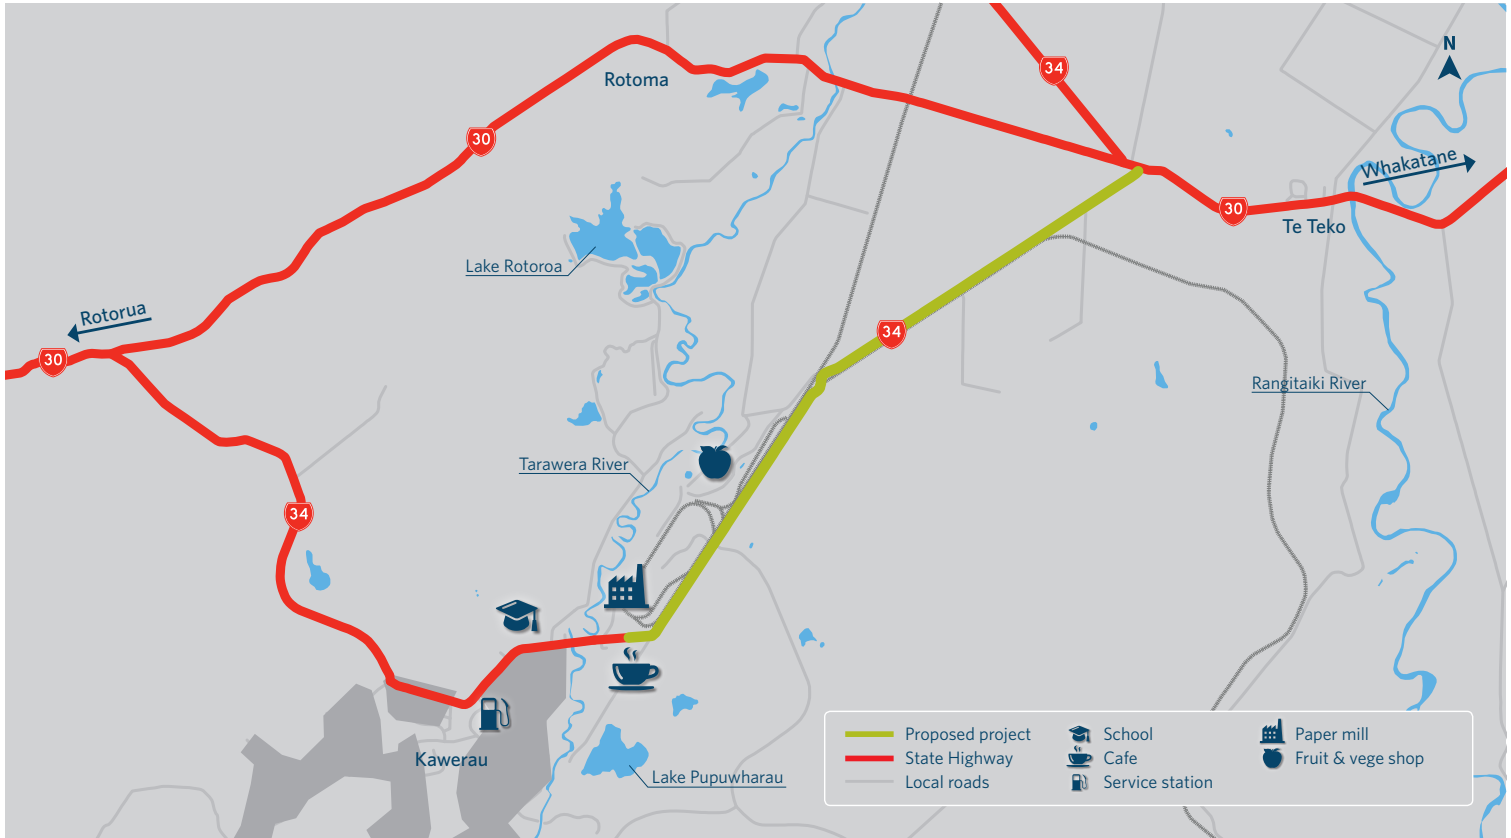 N
34
Rotoma
30
Whakatane
30
Te Teko
Lake Rotoroa
Rotorua
34
30
Rangitaiki River
Tarawera River
34
Kawerau
Lake Pupuwharau
Proposed project
State Highway
Local roads
School
Cafe
Service station
Paper mill
Fruit & vege shop